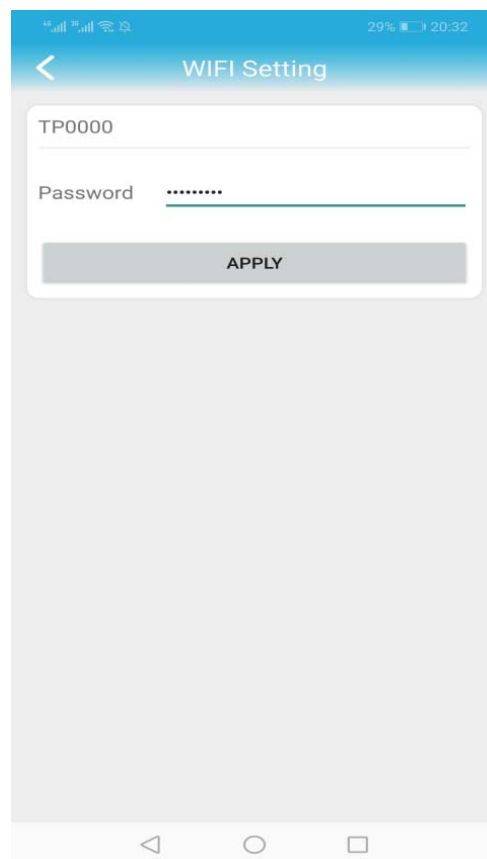 29% 20:32
WIFI Setting
TP0000
Password •••••••••
APPLY